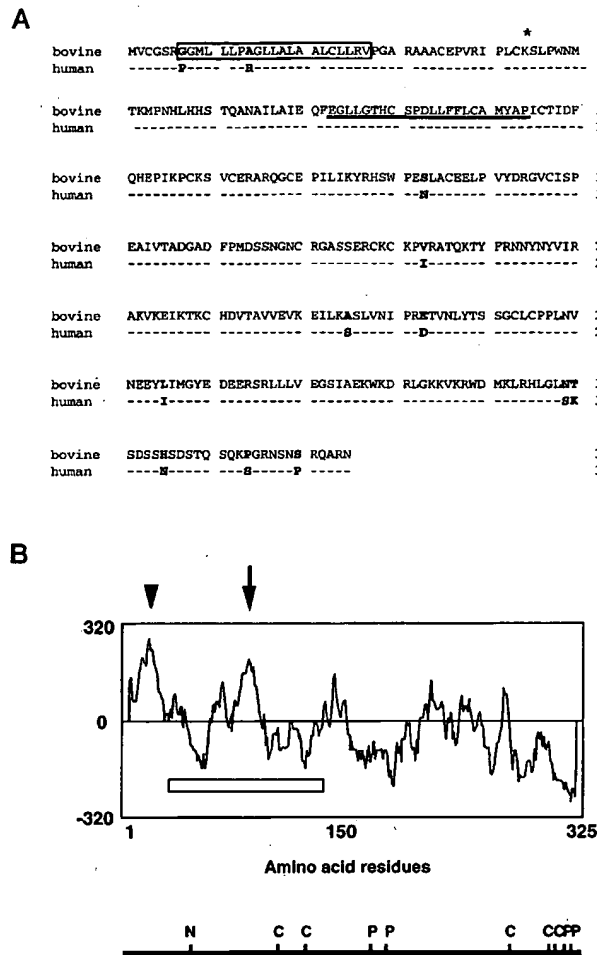 A
*
bovine MVCGSRGGML LLPAGLLALA ALCLLRVPGA RAAACEPVRI PLCKSLPWNM
human ------P--- ---R------ ---------- ---------- ----------
bovine TKMPNHLHHS TQANAILAIE QFEGLLGTHC SPDLLFFLCA MYAPICTIDF
human ---------- ---------- ---------- ---------- ----------
bovine QHEPIKPCKS VCERARQGCE PILIKYRHSW PESLACEELP VYDRGVCISP
human ---------- ---------- ---------- --N------- ----------
bovine EAIVTADGAD FPMDSSNGNC RGASSERCKC KPVRATQKTY FRNNYNYVIR
human ---------- ---------- ---------- --I------- ----------
bovine AKVKEIKTKC HDVTAVVEVK EILKASLVNI PRETVNLYTS SGCLCPPLNV
human ---------- ---------- ----S----- --D------- ----------
bovine NEEYLIMGYE DEERSRLLLV EGSIAEKWKD RLGKKVKRWD MKLRHLGLNT
human ----I----- ---------- ---------- ---------- --------SK
bovine SDSSHSDSTQ SQKPGRNSNS RQARN
human ----N----- ---S---P-- -----
B
320
0
-320
1 150 325
Amino acid residues
N C C P P C C C P P